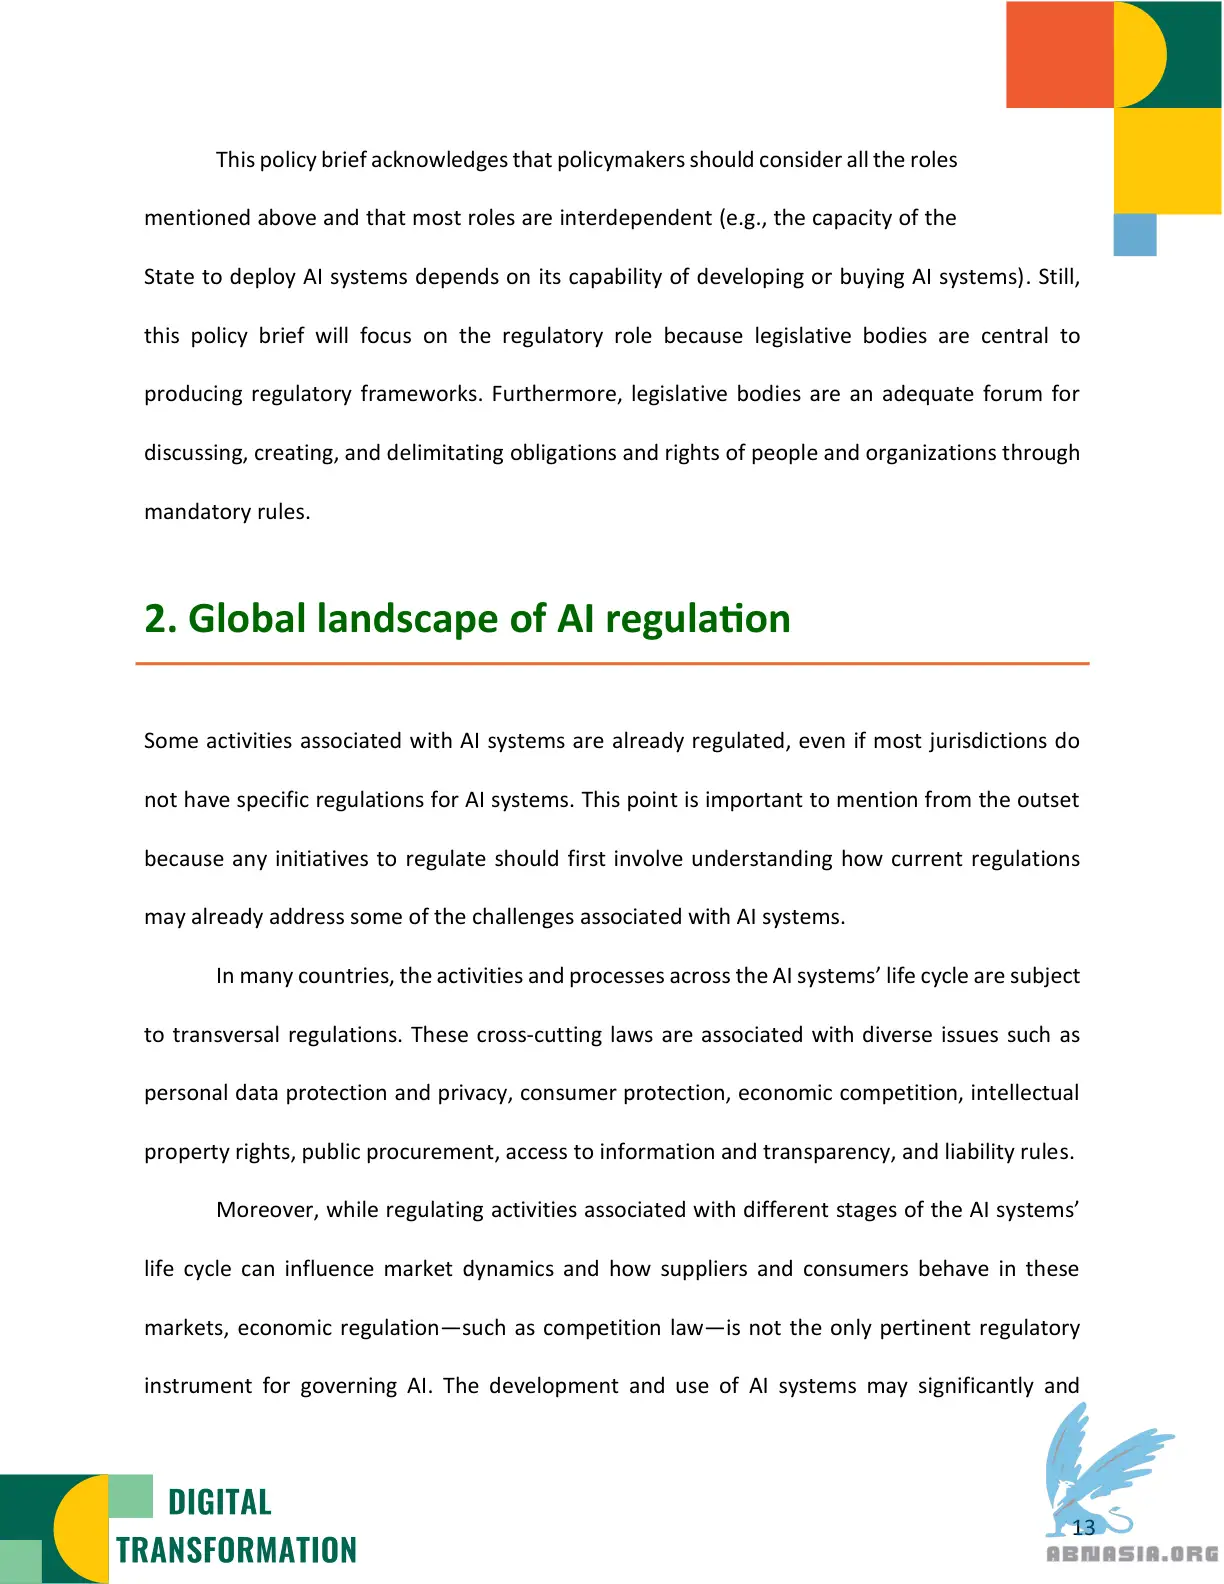 This policy brief acknowledges that policymakers should consider all the roles
mentioned above and that most roles are interdependent (e.g., the capacity of the
State to deploy AI systems depends on its capability of developing or buying AI systems). Still,
this policy brief will focus on the regulatory role because legislative bodies are central to
producing regulatory frameworks. Furthermore, legislative bodies are an adequate forum for
discussing, creating, and delimitating obligations and rights of people and organizations through
mandatory rules.
2. Global landscape of AI regulation
Some activities associated with AI systems are already regulated, even if most jurisdictions do
not have specific regulations for AI systems. This point is important to mention from the outset
because any initiatives to regulate should first involve understanding how current regulations
may already address some of the challenges associated with AI systems.
In many countries, the activities and processes across the AI systems’ life cycle are subject
to transversal regulations. These cross-cutting laws are associated with diverse issues such as
personal data protection and privacy, consumer protection, economic competition, intellectual
property rights, public procurement, access to information and transparency, and liability rules.
Moreover, while regulating activities associated with different stages of the AI systems’
life cycle can influence market dynamics and how suppliers and consumers behave in these
markets, economic regulation—such as competition law—is not the only pertinent regulatory
instrument for governing AI. The development and use of AI systems may significantly and
DIGITAL
TRANSFORMATION
13
ABNASIA.ORG